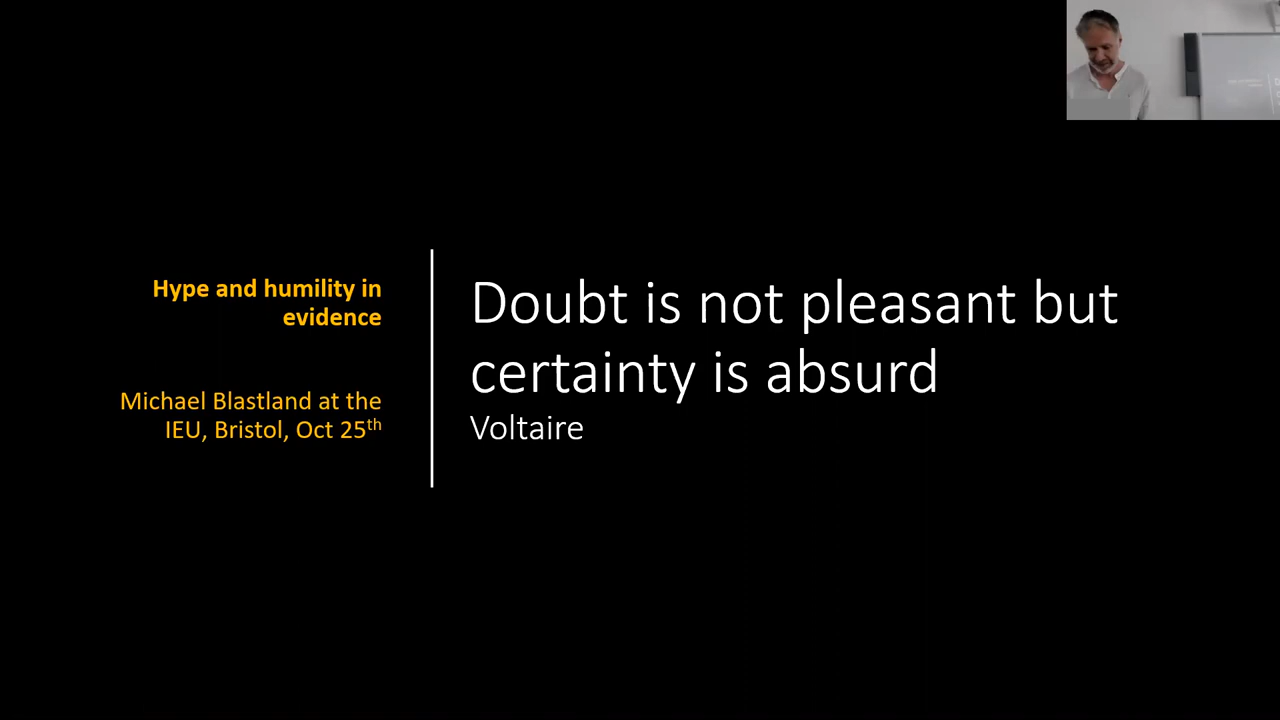 Hype and humility in
evidence
Michael Blastland at the
IEU, Bristol, Oct 25th
Doubt is not pleasant but
certainty is absurd
Voltaire